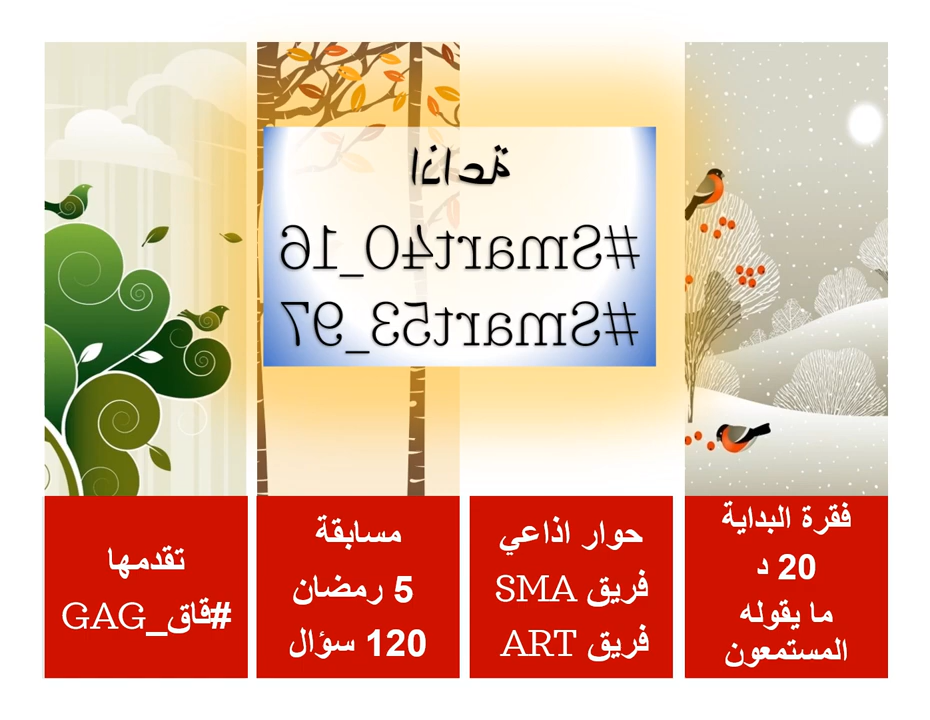 اذاعة
#Smart40_16
#Smart53_97
فقرة البداية
20 د
ما يقوله
المستمعون
حوار اذاعي
فريق SMA
فريق ART
مسابقة
5 رمضان
120 سؤال
تقدمها
#قاق_GAG